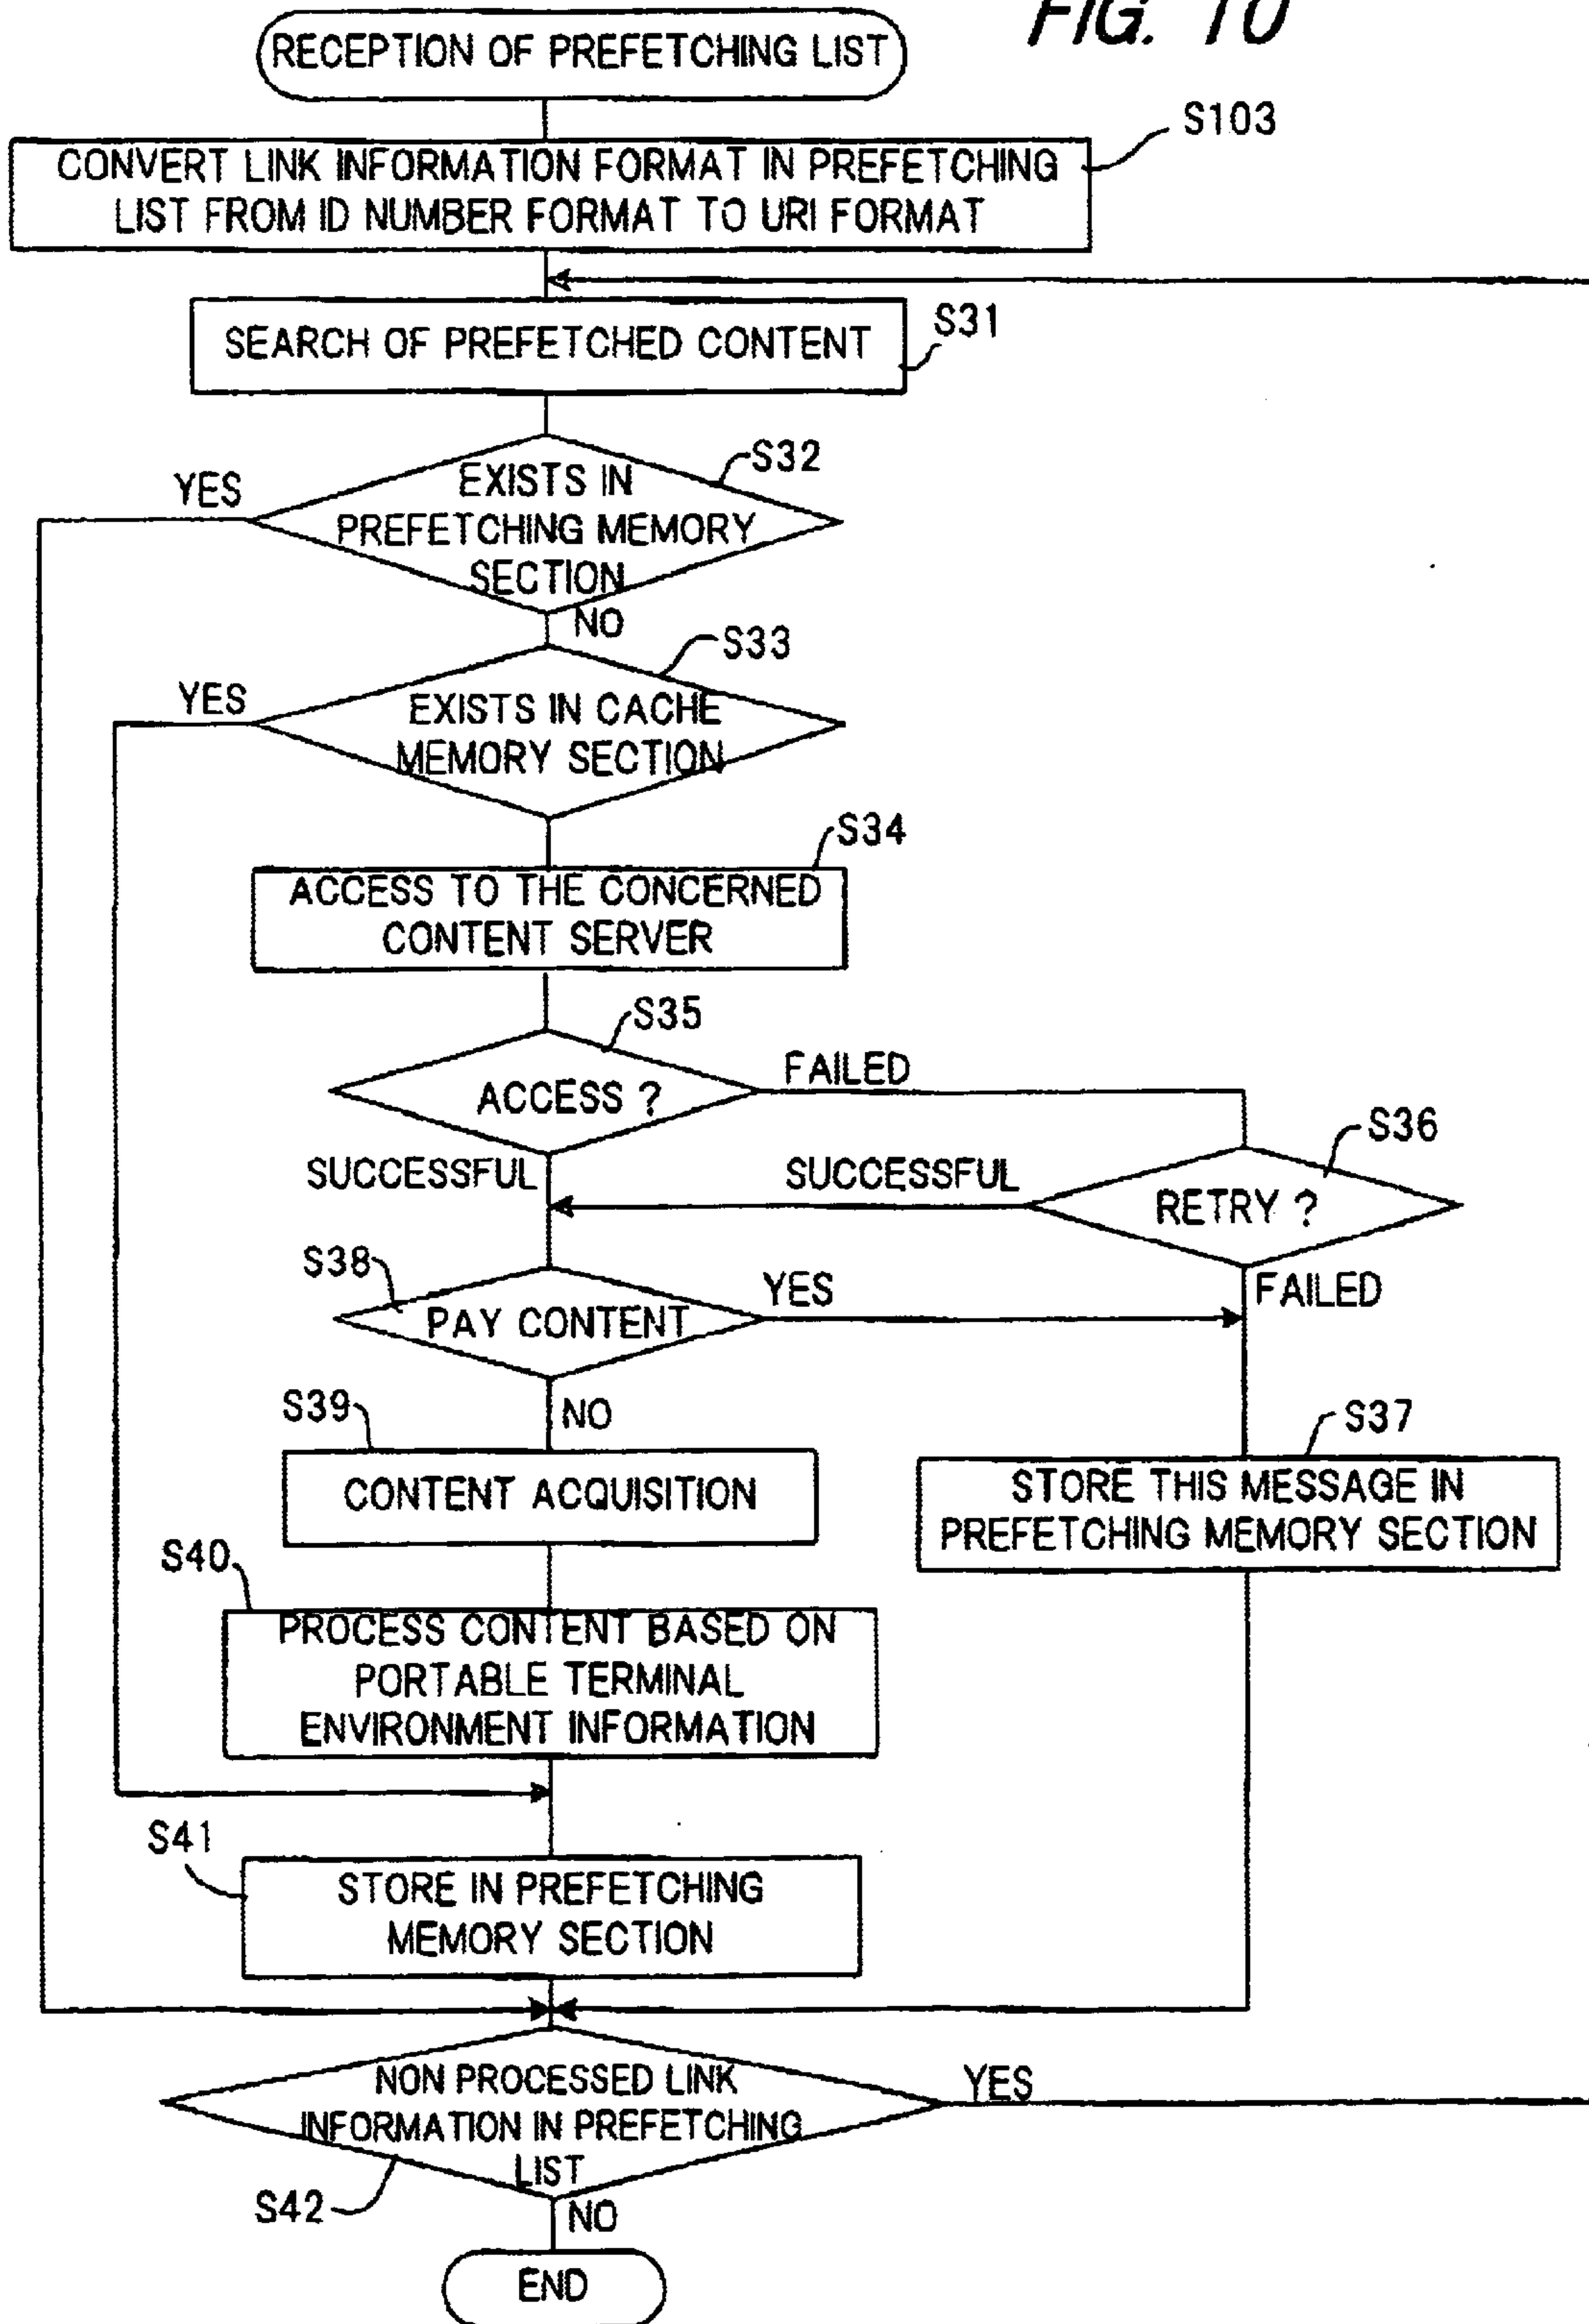 FIG. 10
RECEPTION OF PREFETCHING LIST
S103
CONVERT LINK INFORMATION FORMAT IN PREFETCHING
LIST FROM ID NUMBER FORMAT TO URI FORMAT
S31
SEARCH OF PREFETCHED CONTENT
S32
YES
EXISTS IN
PREFETCHING MEMORY
SECTION
NO
S33
YES
EXISTS IN CACHE
MEMORY SECTION
S34
ACCESS TO THE CONCERNED
CONTENT SERVER
S35
ACCESS ?
FAILED
S36
SUCCESSFUL
SUCCESSFUL
RETRY ?
S38
PAY CONTENT
YES
FAILED
S39
NO
S37
CONTENT ACQUISITION
STORE THIS MESSAGE IN
PREFETCHING MEMORY SECTION
S40
PROCESS CONTENT BASED ON
PORTABLE TERMINAL
ENVIRONMENT INFORMATION
S41
STORE IN PREFETCHING
MEMORY SECTION
NON PROCESSED LINK
INFORMATION IN PREFETCHING
LIST
YES
S42
NO
END